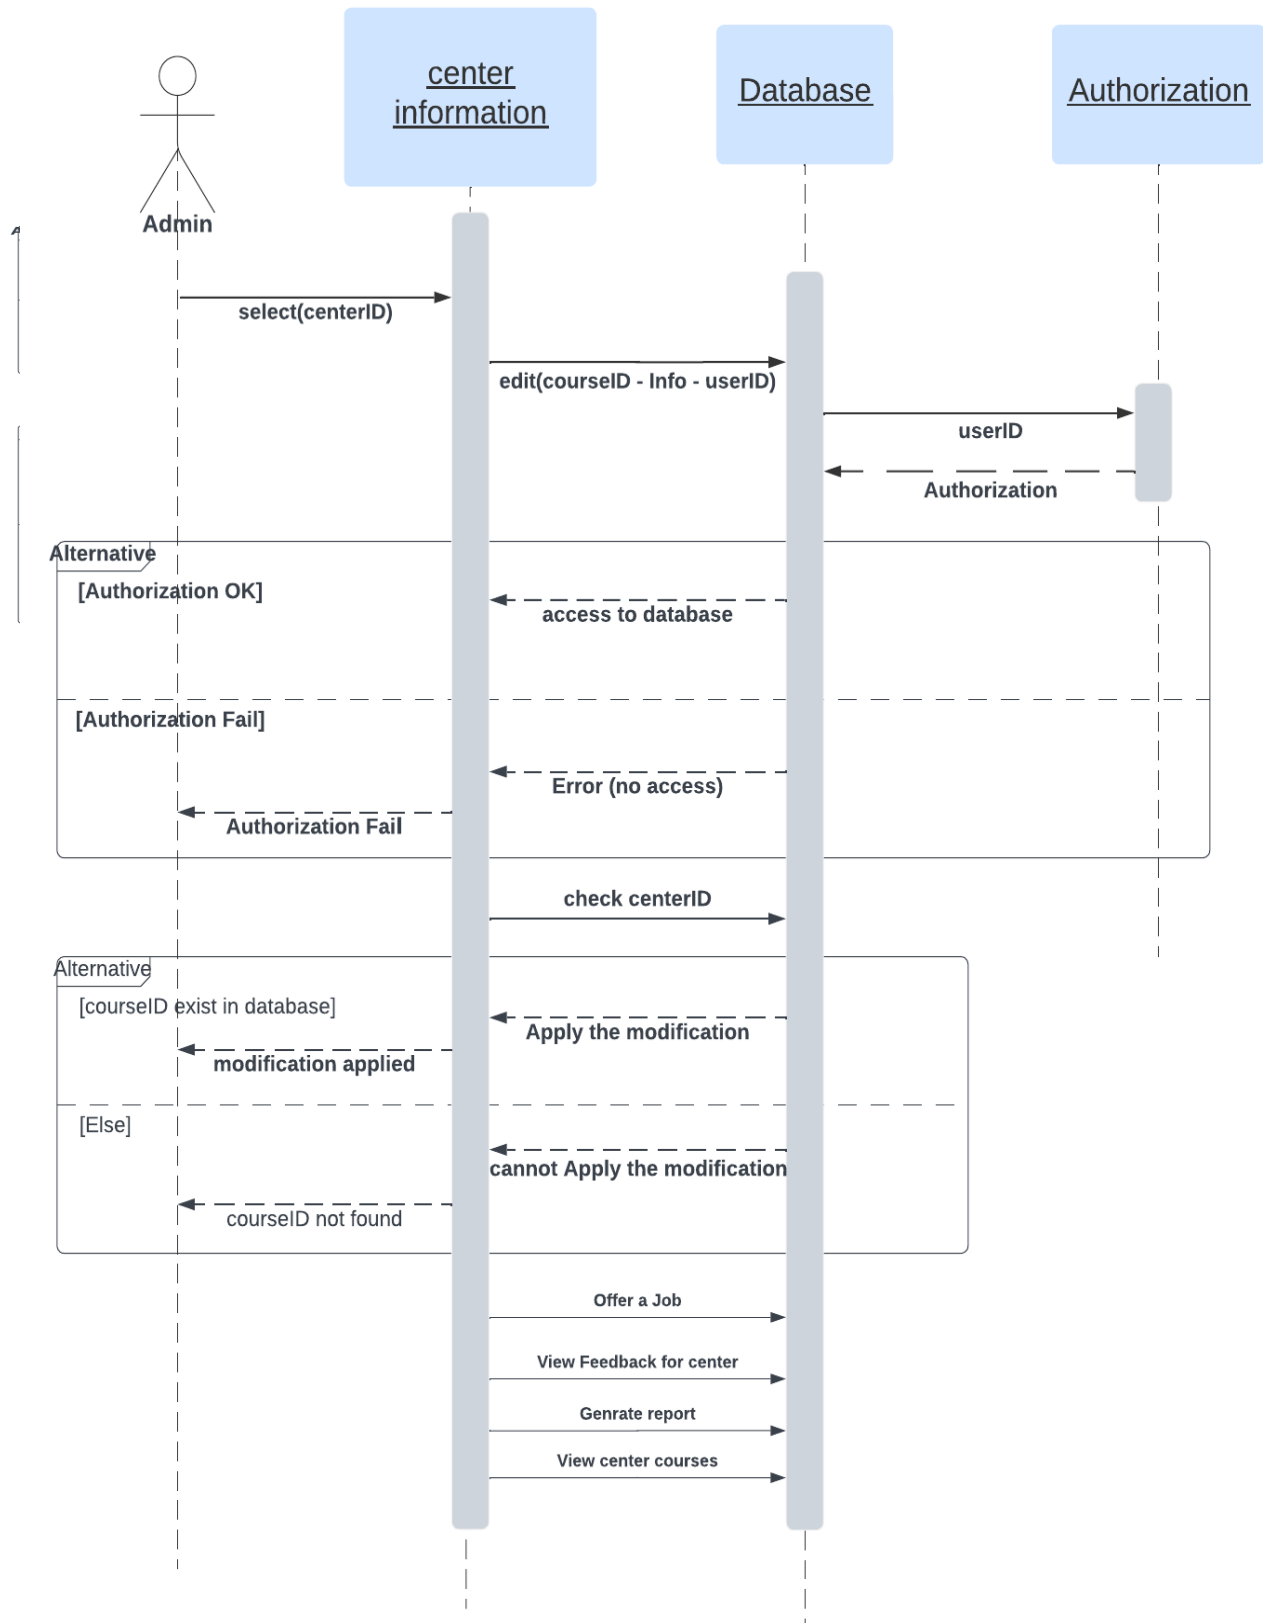 center
information
Database
Authorization
Admin
select(centerID)
edit(courseID - Info - userID)
userID
Authorization
Alternative
[Authorization OK]
access to database
[Authorization Fail]
Error (no access)
Authorization Fail
check centerID
Alternative
[courseID exist in database]
Apply the modification
modification applied
[Else]
cannot Apply the modification
courseID not found
Offer a Job
View Feedback for center
Genrate report
View center courses